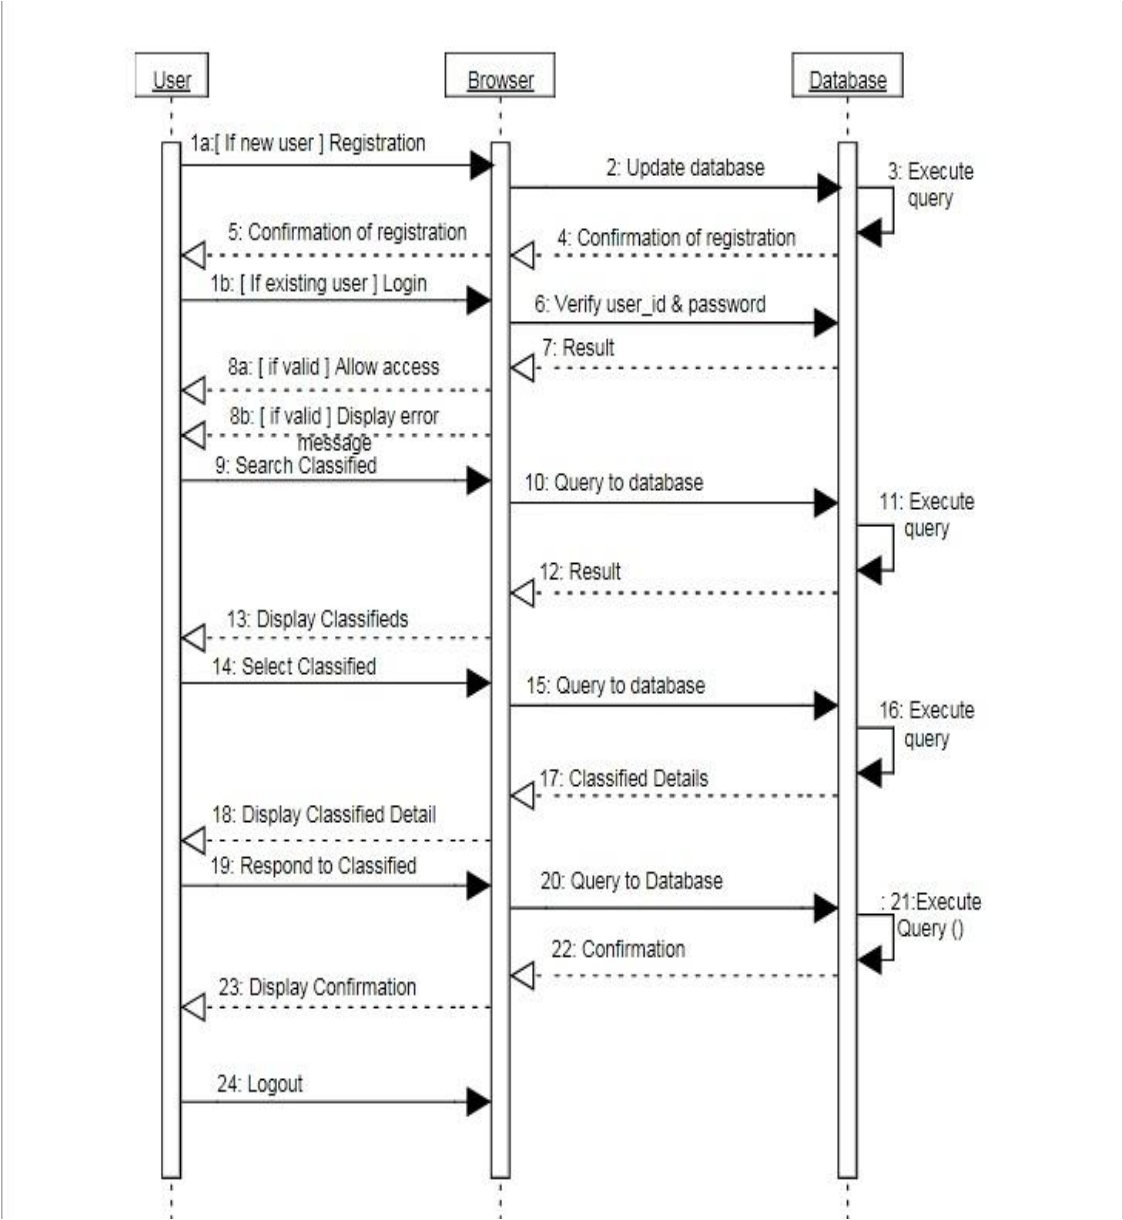 User
Browser
Database
1a:[ If new user ] Registration
2: Update database
3: Execute
query
5: Confirmation of registration
4: Confirmation of registration
1b: [ If existing user ] Login
6: Verify user_id & password
7: Result
8a: [ if valid ] Allow access
8b: [ if valid ] Display error
message
9: Search Classified
10: Query to database
11: Execute
query
12: Result
13: Display Classifieds
14: Select Classified
15: Query to database
16: Execute
query
17: Classified Details
18: Display Classified Detail
19: Respond to Classified
20: Query to Database
: 21:Execute
Query ()
22: Confirmation
23: Display Confirmation
24: Logout